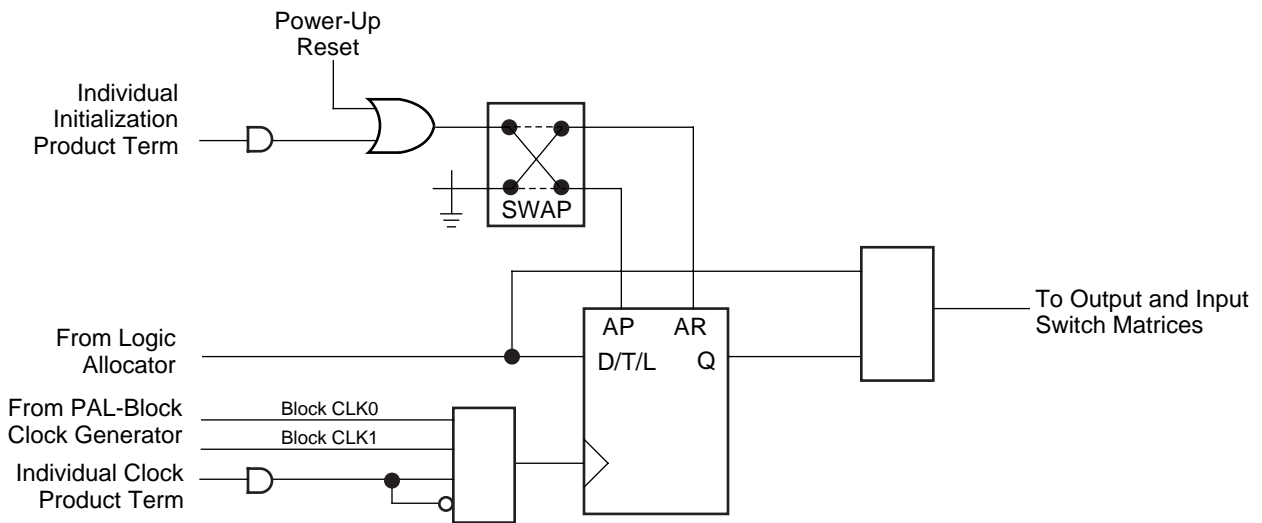 Power-Up
Reset
Individual
Initialization
Product Term
SWAP
To Output and Input
Switch Matrices
AP AR
From Logic
Allocator
D/T/L Q
From PAL-Block
Clock Generator
Block CLK0
Block CLK1
Individual Clock
Product Term